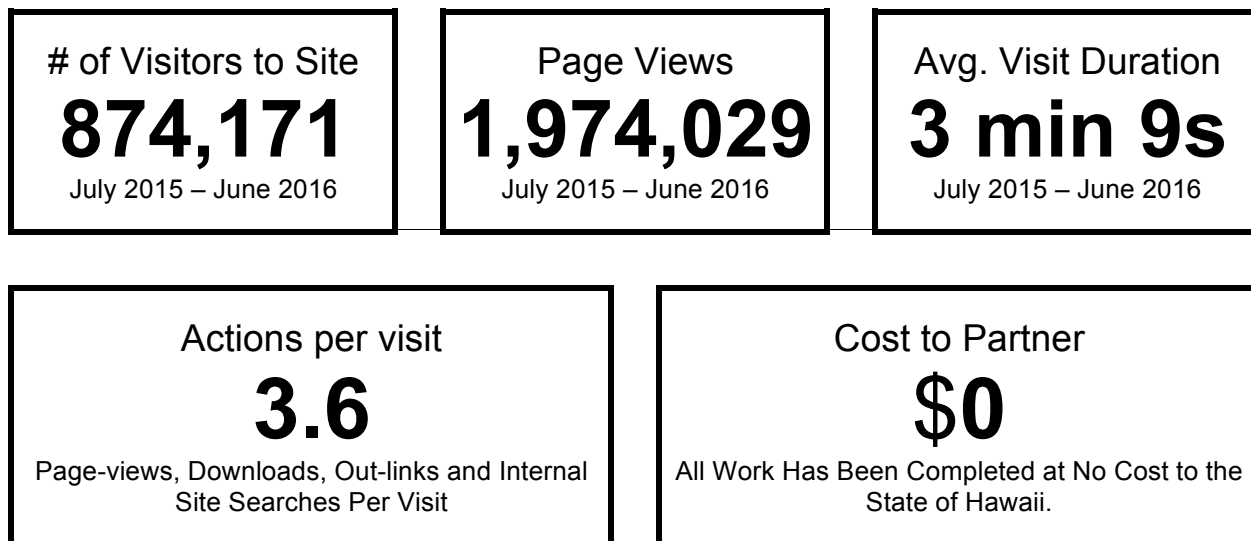 # of Visitors to Site
874,171
July 2015 – June 2016
Page Views
1,974,029
July 2015 – June 2016
Avg. Visit Duration
3 min 9s
July 2015 – June 2016
Actions per visit
3.6
Page-views, Downloads, Out-links and Internal
Site Searches Per Visit
Cost to Partner
$0
All Work Has Been Completed at No Cost to the
State of Hawaii.